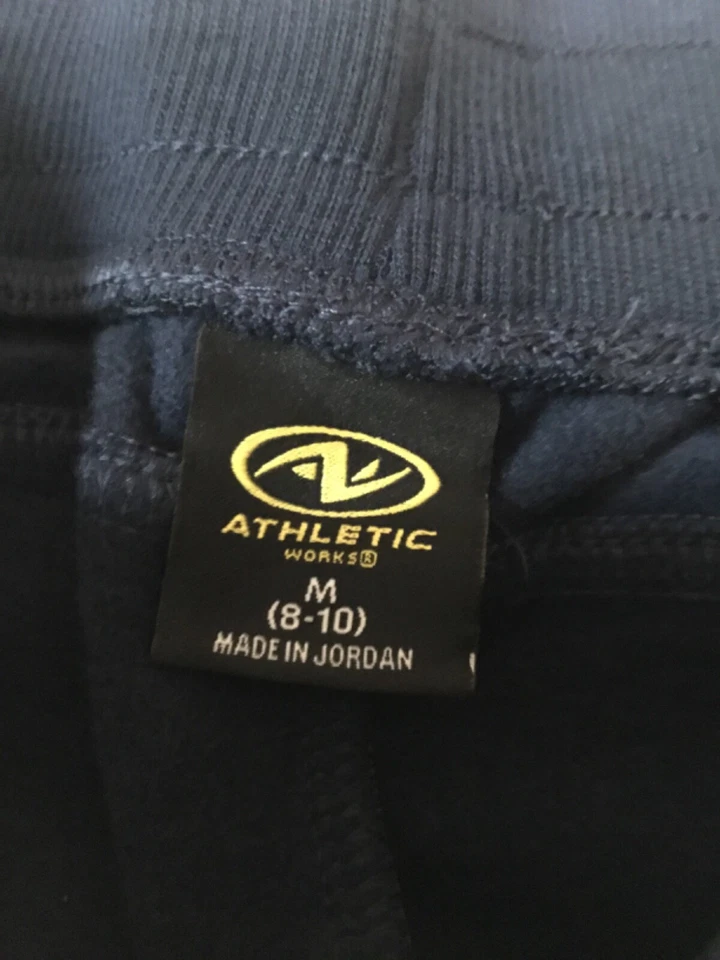 ATHLETIC
WORKS®
M
(8-10)
MADE IN JORDAN